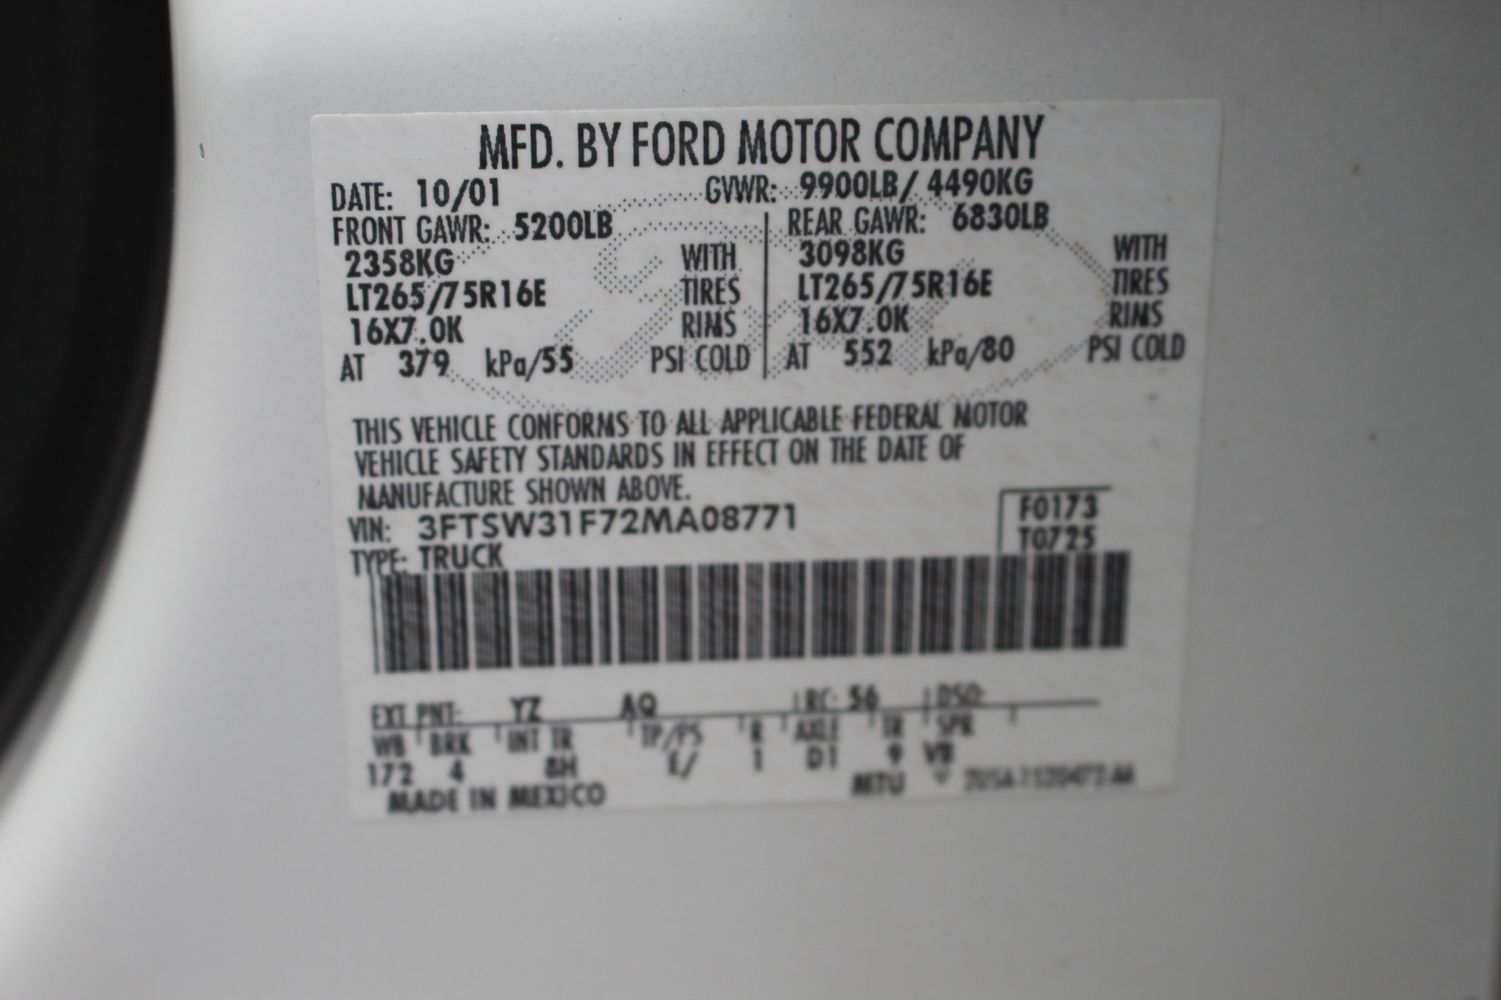 MFD. BY FORD MOTOR COMPANY
DATE: 10/01 GVWR: 9900LB/ 4490KG
FRONT GAWR: 5200LB REAR GAWR: 6830LB
2358KG WITH 3098KG WITH
LT265/75R16E TIRES LT265/75R16E TIRES
16X7.0K RIMS 16X7.0K RIMS
AT 379 kPa/55 PSI COLD AT 552 kPa/80 PSI COLD
THIS VEHICLE CONFORMS TO ALL APPLICABLE FEDERAL MOTOR
VEHICLE SAFETY STANDARDS IN EFFECT ON THE DATE OF
MANUFACTURE SHOWN ABOVE.
VIN: 3FTSW31F72MA08771 F0173
TYPE: TRUCK T0725
EXT PNT: YZ AQ RC: 56 DSO:
WB BRK INT TR TP/PS R AXLE TR SPR
172 4 8H E/ 1 D1 9 VB
MADE IN MEXICO MTU